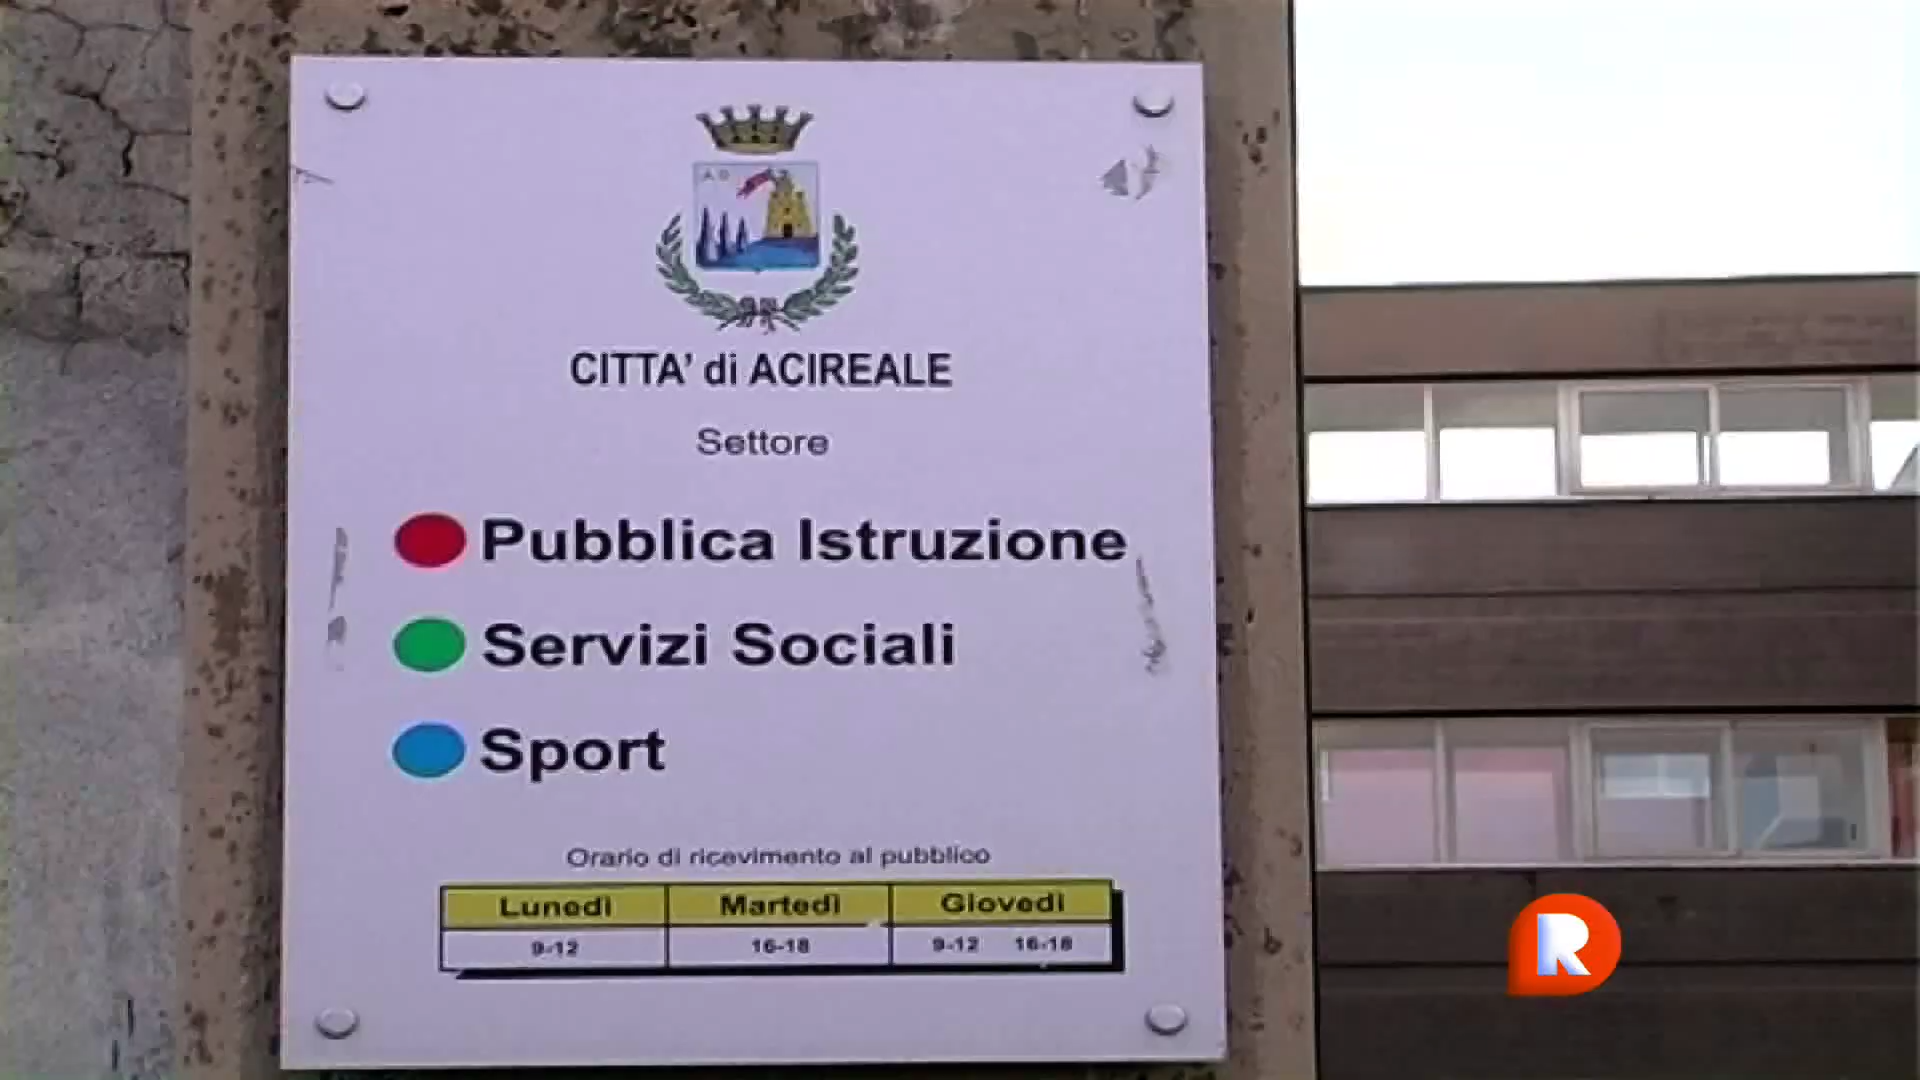 CITTA' di ACIREALE
Settore
Pubblica Istruzione
Servizi Sociali
Sport
Orario di ricevimento al pubblico
Lunedì Martedì Giovedì
9-12 16-18 9-12 16-18
R